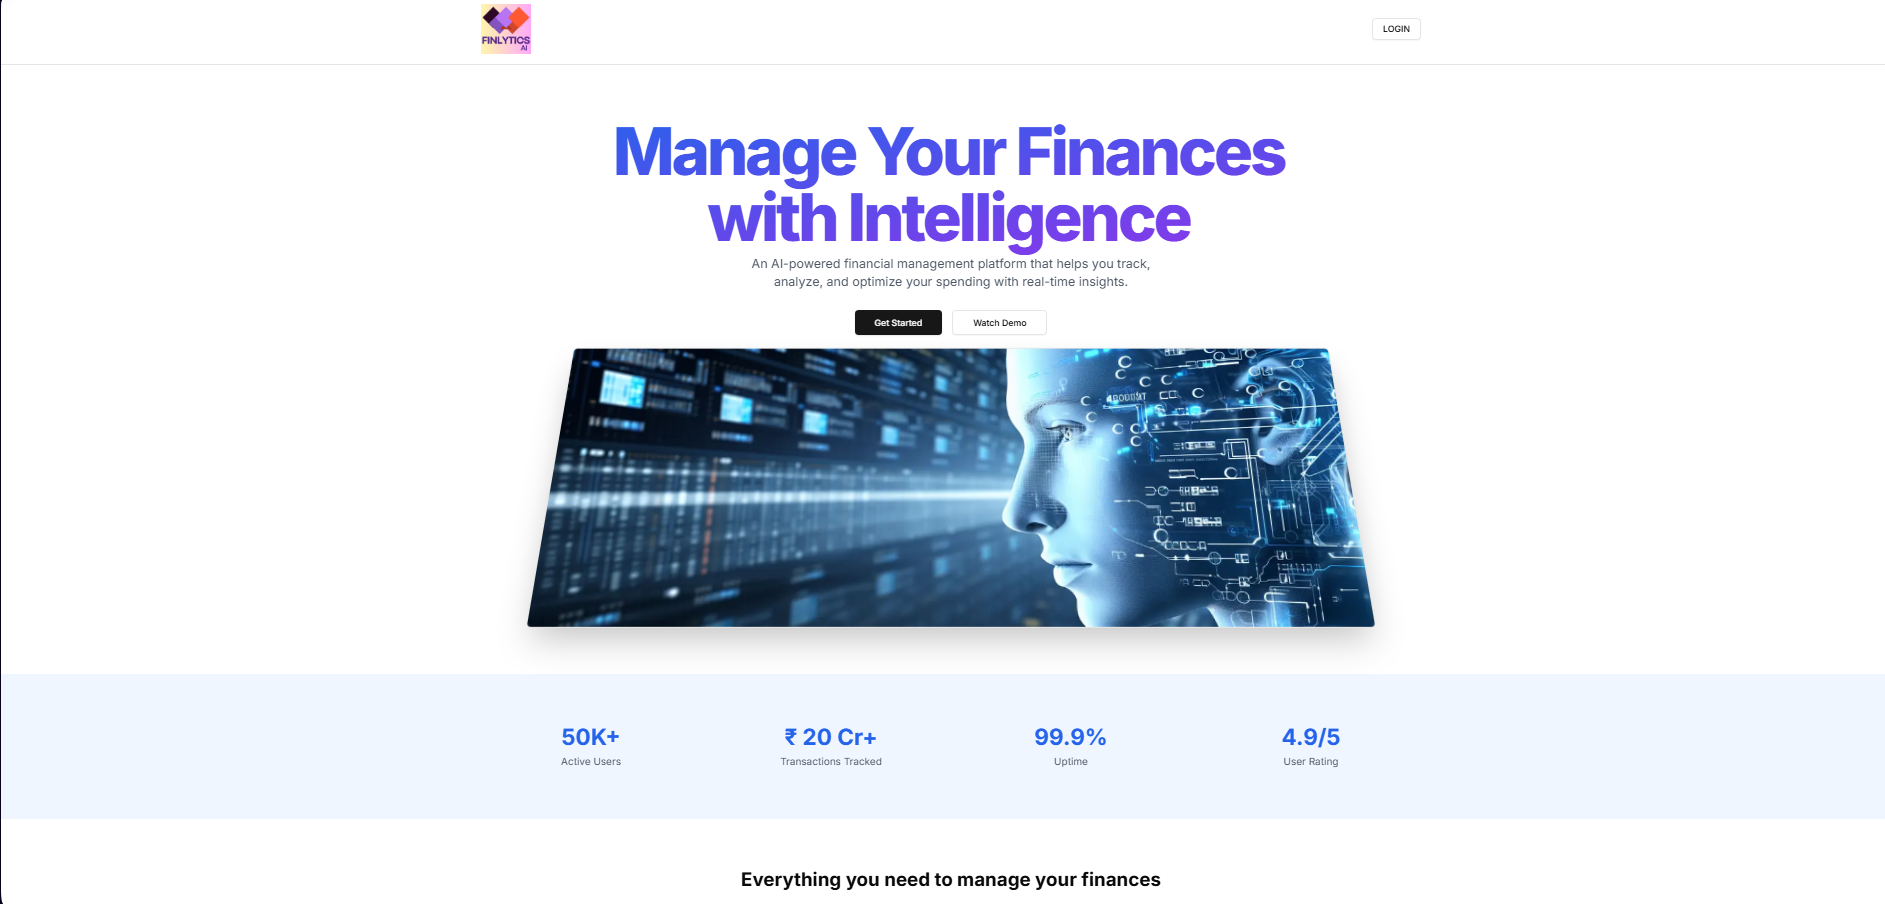 FINLYTICS
AI
LOGIN
Manage Your Finances
with Intelligence
An AI-powered financial management platform that helps you track,
analyze, and optimize your spending with real-time insights.
Get Started
Watch Demo
50K+
Active Users
₹ 20 Cr+
Transactions Tracked
99.9%
Uptime
4.9/5
User Rating
Everything you need to manage your finances